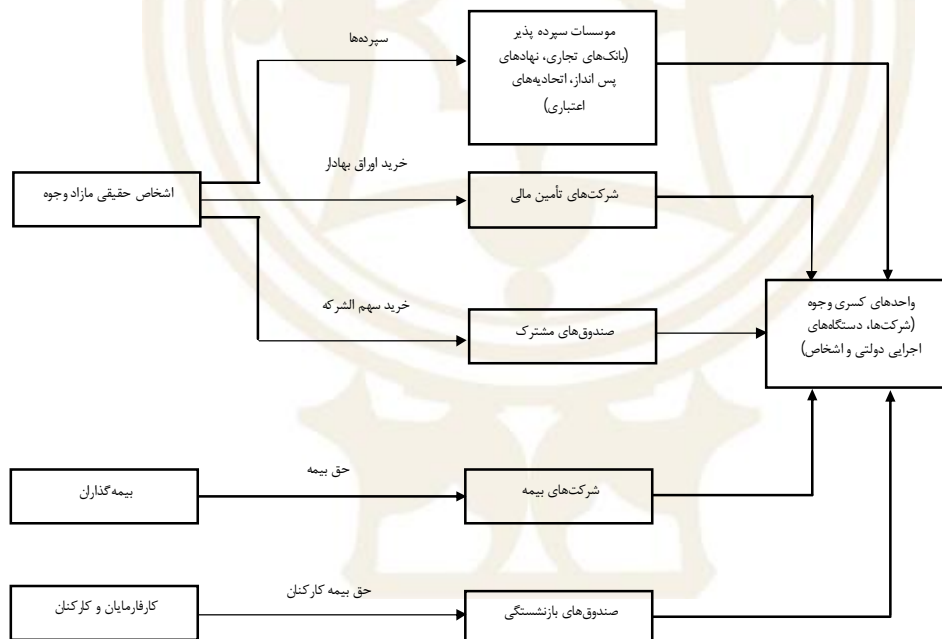 سپرده‌ها
موسسات سپرده پذیر
(بانک‌های تجاری، نهادهای
پس انداز، اتحادیه‌های
اعتباری)
خرید اوراق بهادار
اشخاص حقیقی مازاد وجوه
شرکت‌های تأمین مالی
خرید سهم الشرکه
صندوق‌های مشترک
واحدهای کسری وجوه
(شرکت‌ها، دستگاه‌های
اجرایی دولتی و اشخاص)
حق بیمه
بیمه‌گذاران
شرکت‌های بیمه
حق بیمه کارکنان
کارفارمایان و کارکنان
صندوق‌های بازنشستگی